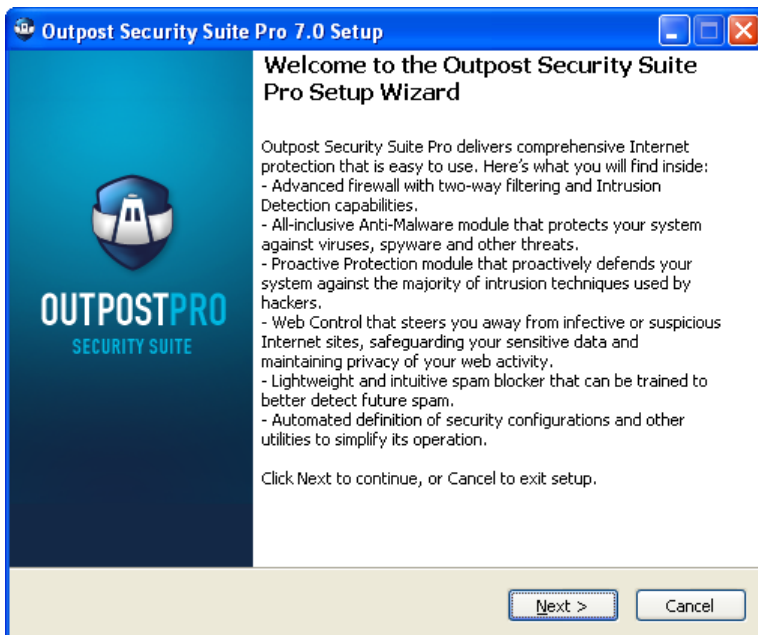 Outpost Security Suite Pro 7.0 Setup
Welcome to the Outpost Security Suite
Pro Setup Wizard
Outpost Security Suite Pro delivers comprehensive Internet
protection that is easy to use. Here's what you will find inside:
- Advanced firewall with two-way filtering and Intrusion
Detection capabilities.
- All-inclusive Anti-Malware module that protects your system
against viruses, spyware and other threats.
- Proactive Protection module that proactively defends your
system against the majority of intrusion techniques used by
hackers.
- Web Control that steers you away from infective or suspicious
Internet sites, safeguarding your sensitive data and
maintaining privacy of your web activity.
- Lightweight and intuitive spam blocker that can be trained to
better detect future spam.
- Automated definition of security configurations and other
utilities to simplify its operation.
Click Next to continue, or Cancel to exit setup.
OUTPOSTPRO
SECURITY SUITE
Next >
Cancel